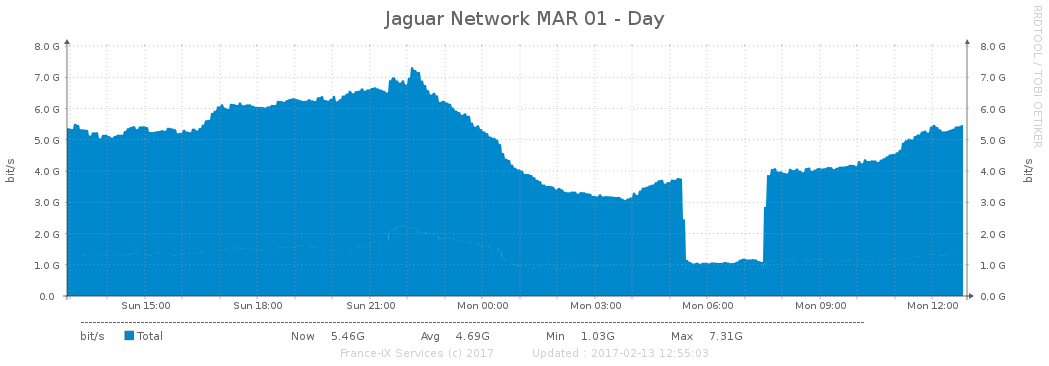 Jaguar Network MAR 01 - Day
RRDTOOL / TOBI OETIKER
8.0 G 8.0 G
7.0 G 7.0 G
6.0 G 6.0 G
5.0 G 5.0 G
4.0 G 4.0 G
3.0 G 3.0 G
2.0 G 2.0 G
1.0 G 1.0 G
0.0 0.0 G
bit/s
bit/s
Sun 15:00 Sun 18:00 Sun 21:00 Mon 00:00 Mon 03:00 Mon 06:00 Mon 09:00 Mon 12:00
bit/s Total Now 5.46G Avg 4.69G Min 1.03G Max 7.31G
France-IX Services (c) 2017 Updated : 2017-02-13 12:55:03